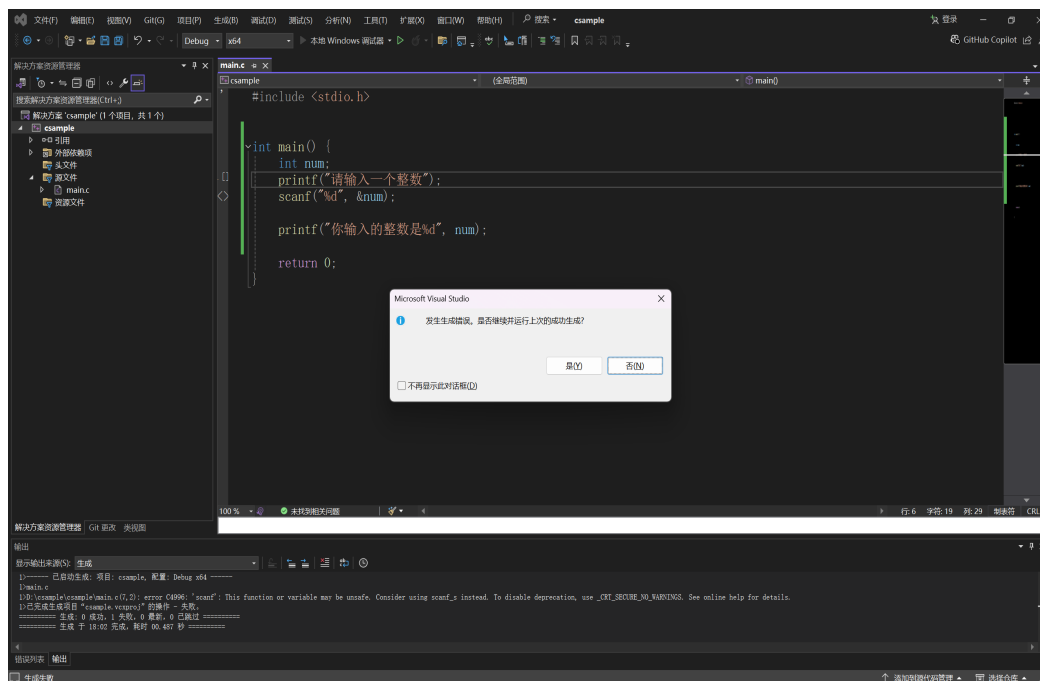 文件(F) 编辑(E) 视图(V) Git(G) 项目(P) 生成(B) 调试(D) 测试(S) 分析(N) 工具(T) 扩展(X) 窗口(W) 帮助(H) 搜索 csample 登录
Debug x64 本地 Windows 调试器 GitHub Copilot
解决方案资源管理器
搜索解决方案资源管理器(Ctrl+;)
解决方案 'csample' (1 个项目，共 1 个)
csample
引用
外部依赖项
头文件
源文件
main.c
资源文件
解决方案资源管理器 Git 更改 类视图
main.c
csample (全局范围) main()
#include <stdio.h>
int main() {
int num;
printf("请输入一个整数");
scanf("%d", &num);
printf("你输入的整数是%d", num);
return 0;
}
Microsoft Visual Studio
发生生成错误。是否继续并运行上次的成功生成?
是(Y) 否(N)
不再显示此对话框(D)
100 % 未找到相关问题 行: 6 字符: 19 列: 29 制表符 CRL
输出
显示输出来源(S): 生成
1>------ 已启动生成: 项目: csample, 配置: Debug x64 ------
1>main.c
1>D:\csample\csample\main.c(7,2): error C4996: 'scanf': This function or variable may be unsafe. Consider using scanf_s instead. To disable deprecation, use _CRT_SECURE_NO_WARNINGS. See online help for details.
1>已完成生成项目“csample.vcxproj”的操作 - 失败。
========== 生成: 0 成功，1 失败，0 最新，0 已跳过 ==========
========== 生成 于 18:02 完成，耗时 00.487 秒 ==========
错误列表 输出
生成失败 添加到源代码管理 选择仓库